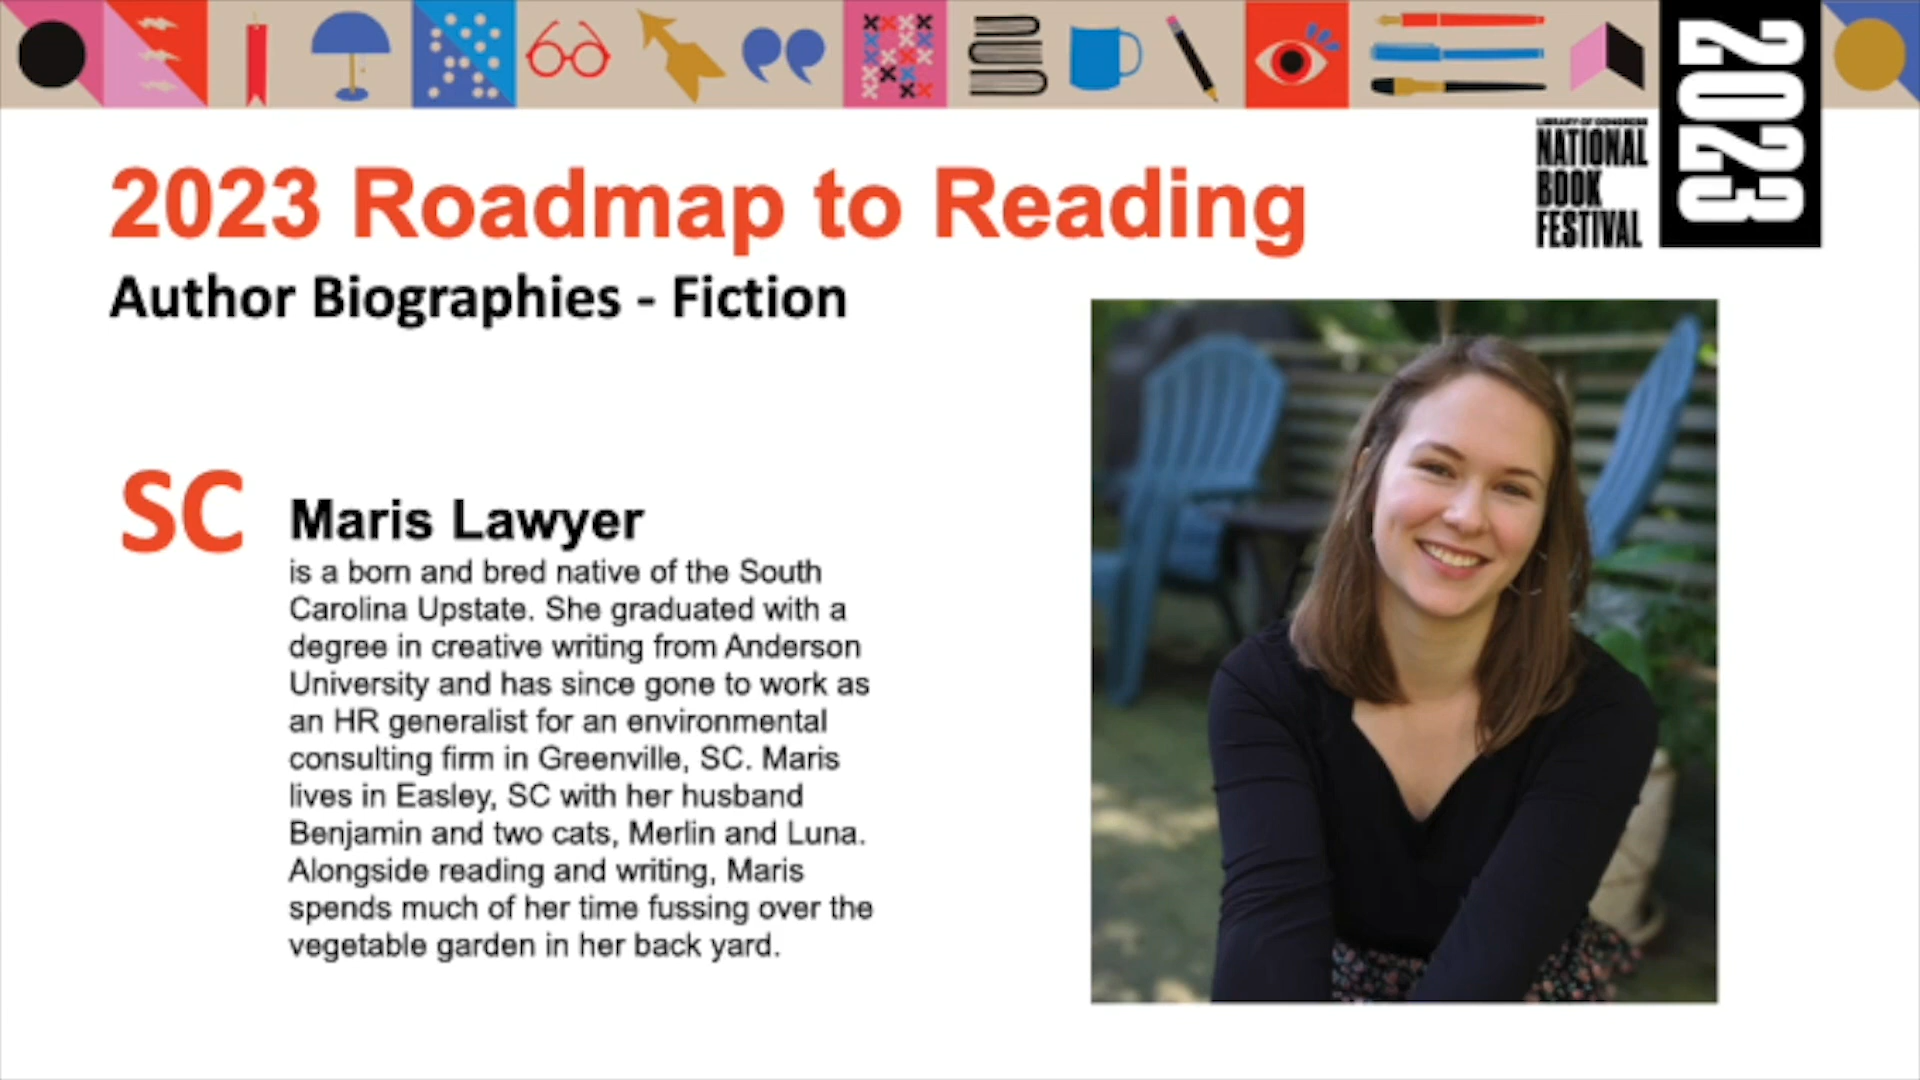 2023
LIBRARY OF CONGRESS
NATIONAL
BOOK
FESTIVAL
2023 Roadmap to Reading
Author Biographies - Fiction
SC
Maris Lawyer
is a born and bred native of the South
Carolina Upstate. She graduated with a
degree in creative writing from Anderson
University and has since gone to work as
an HR generalist for an environmental
consulting firm in Greenville, SC. Maris
lives in Easley, SC with her husband
Benjamin and two cats, Merlin and Luna.
Alongside reading and writing, Maris
spends much of her time fussing over the
vegetable garden in her back yard.